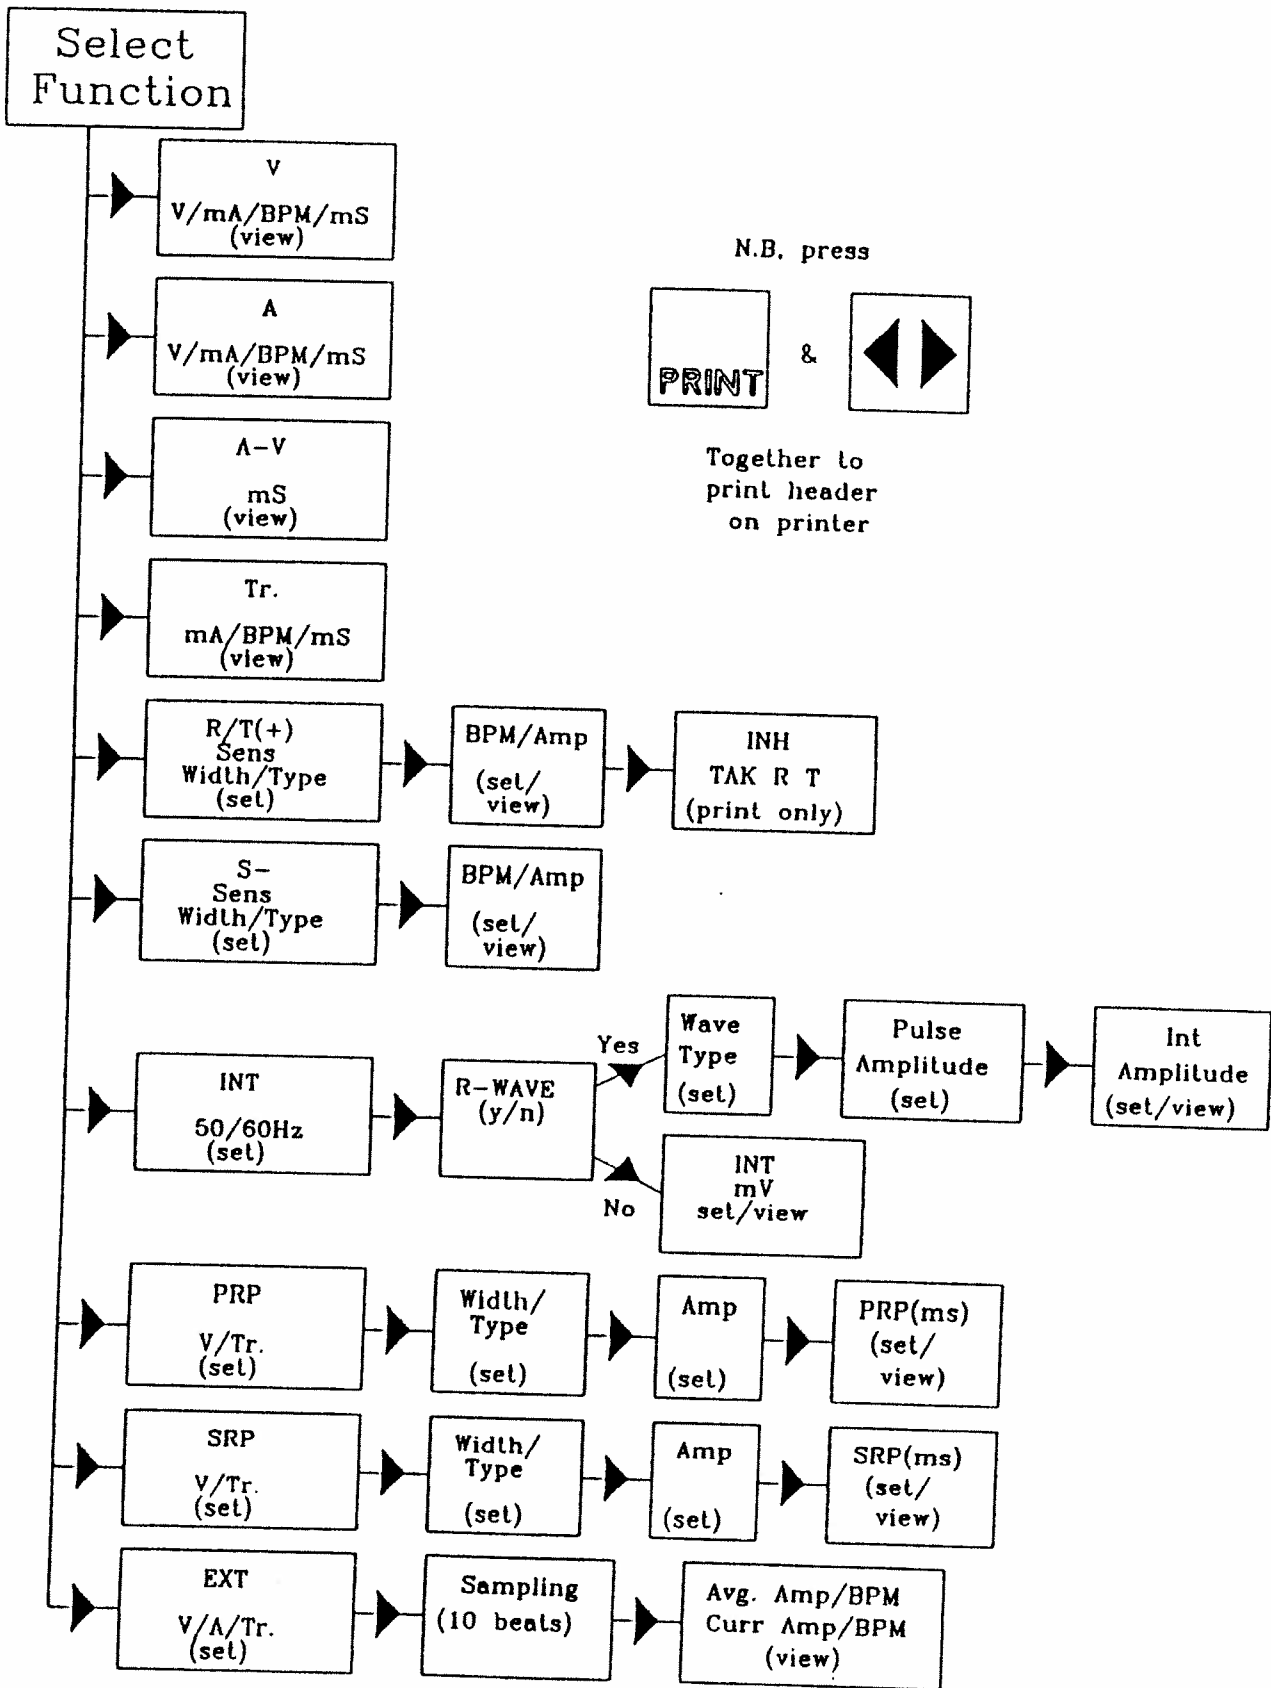 Select
Function
V
V/mA/BPM/mS
(view)
A
V/mA/BPM/mS
(view)
A-V
mS
(view)
Tr.
mA/BPM/mS
(view)
N.B. press
PRINT
&
Together to
print header
on printer
R/T(+)
Sens
Width/Type
(set)
BPM/Amp
(set/
view)
INH
TAK R T
(print only)
S-
Sens
Width/Type
(set)
BPM/Amp
(set/
view)
INT
50/60Hz
(set)
R-WAVE
(y/n)
Yes
Wave
Type
(set)
Pulse
Amplitude
(set)
Int
Amplitude
(set/view)
No
INT
mV
set/view
PRP
V/Tr.
(set)
Width/
Type
(set)
Amp
(set)
PRP(ms)
(set/
view)
SRP
V/Tr.
(set)
Width/
Type
(set)
Amp
(set)
SRP(ms)
(set/
view)
EXT
V/A/Tr.
(set)
Sampling
(10 beats)
Avg. Amp/BPM
Curr Amp/BPM
(view)